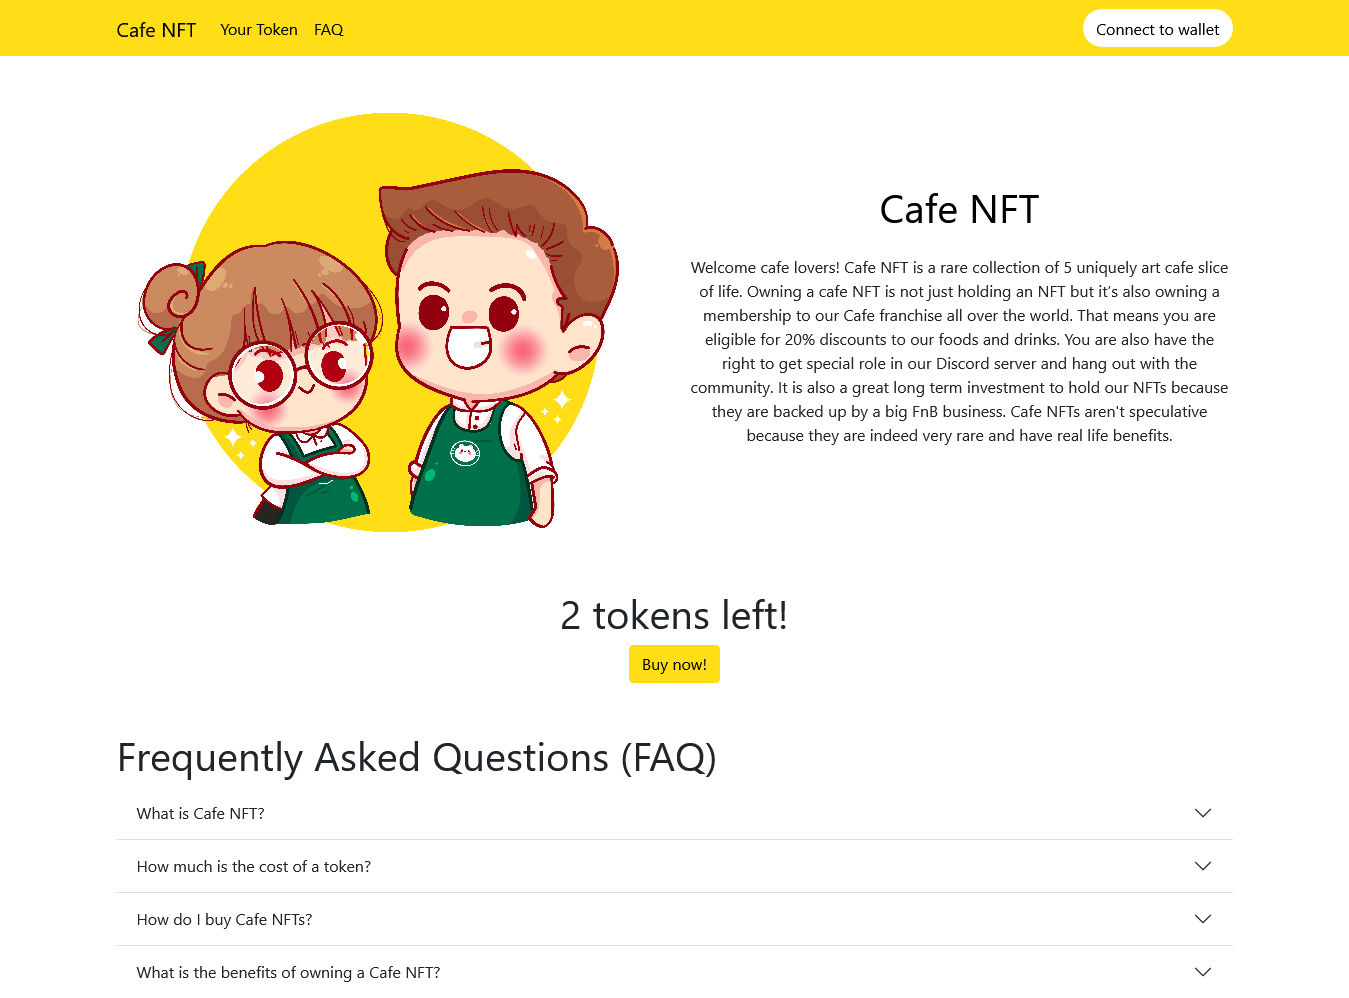 Cafe NFT
Your Token
FAQ
Connect to wallet
Cafe NFT
Welcome cafe lovers! Cafe NFT is a rare collection of 5 uniquely art cafe slice
of life. Owning a cafe NFT is not just holding an NFT but it’s also owning a
membership to our Cafe franchise all over the world. That means you are
eligible for 20% discounts to our foods and drinks. You are also have the
right to get special role in our Discord server and hang out with the
community. It is also a great long term investment to hold our NFTs because
they are backed up by a big FnB business. Cafe NFTs aren't speculative
because they are indeed very rare and have real life benefits.
2 tokens left!
Buy now!
Frequently Asked Questions (FAQ)
What is Cafe NFT?
How much is the cost of a token?
How do I buy Cafe NFTs?
What is the benefits of owning a Cafe NFT?